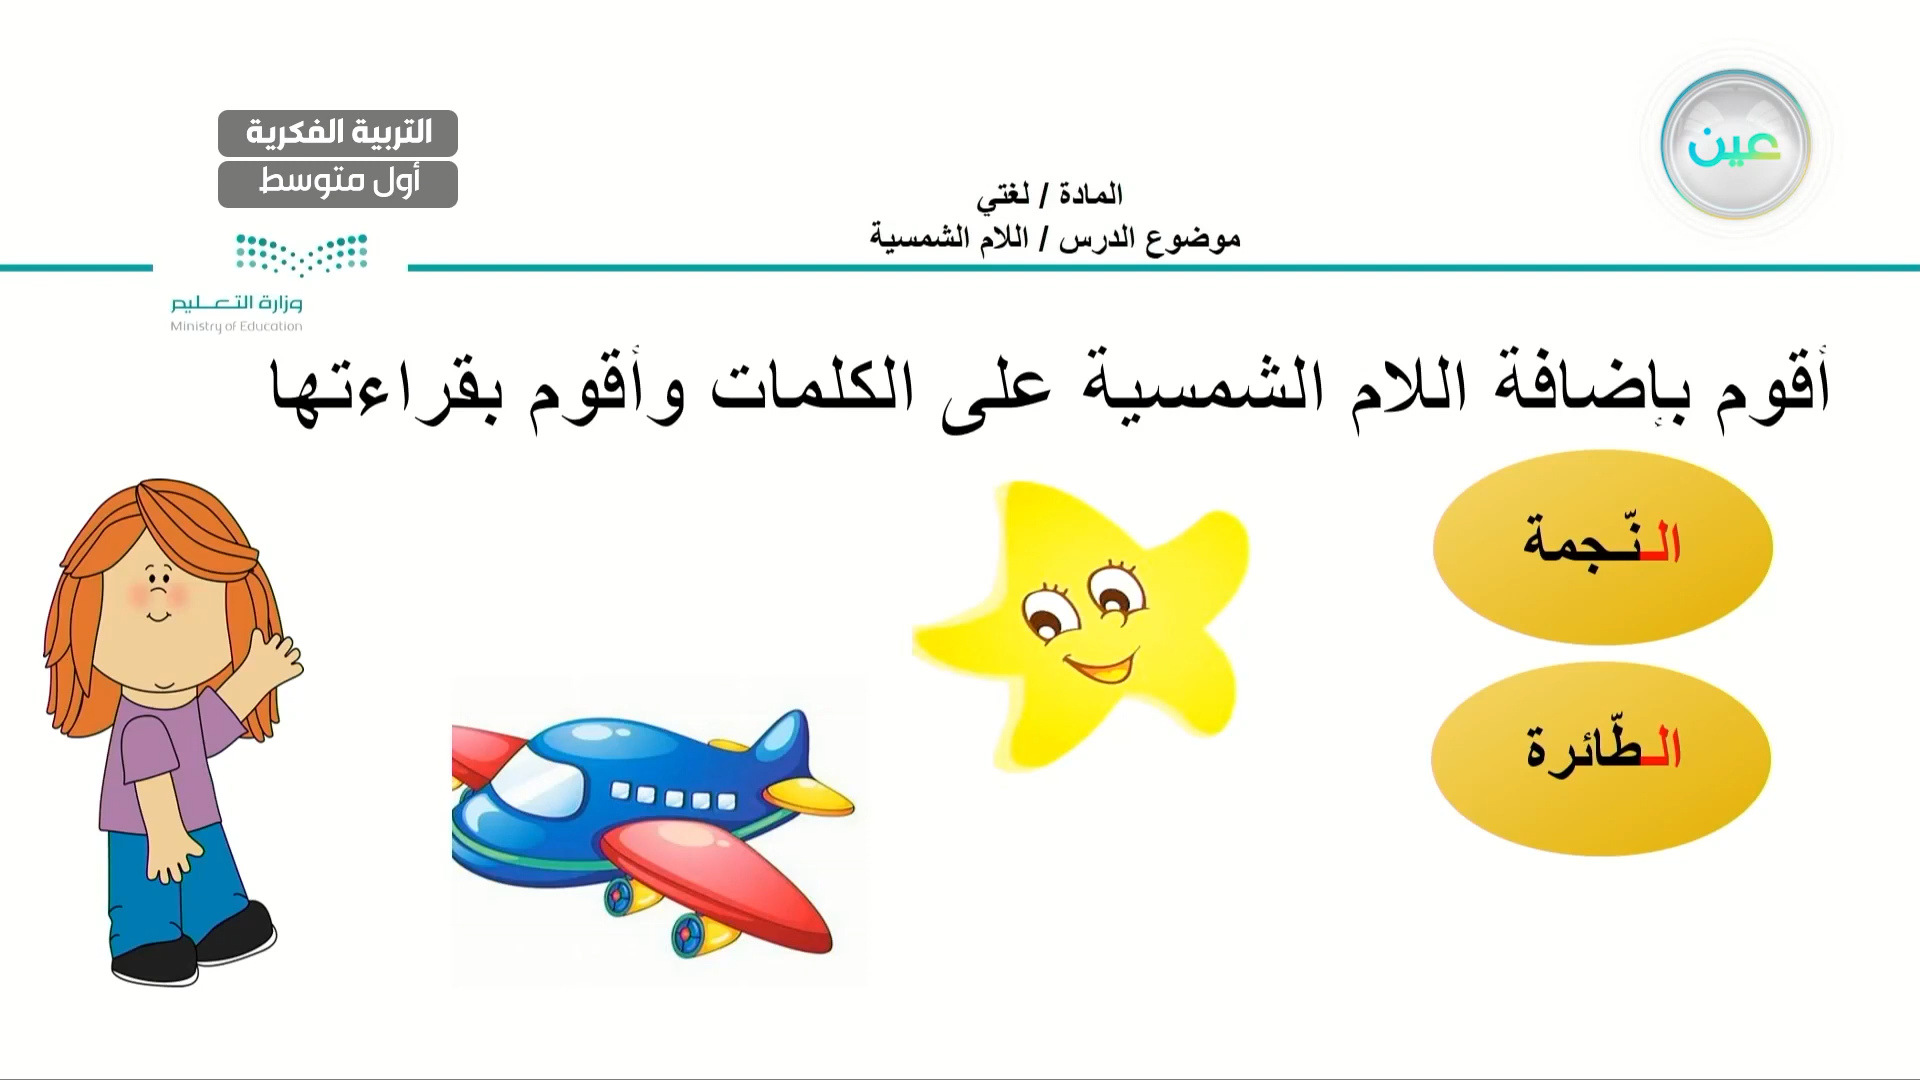 التربية الفكرية
أول متوسط
عين
المادة / لغتي
موضوع الدرس / اللام الشمسية
وزارة التعليم
Ministry of Education
أقوم بإضافة اللام الشمسية على الكلمات وأقوم بقراءتها
النّجمة
الطّائرة